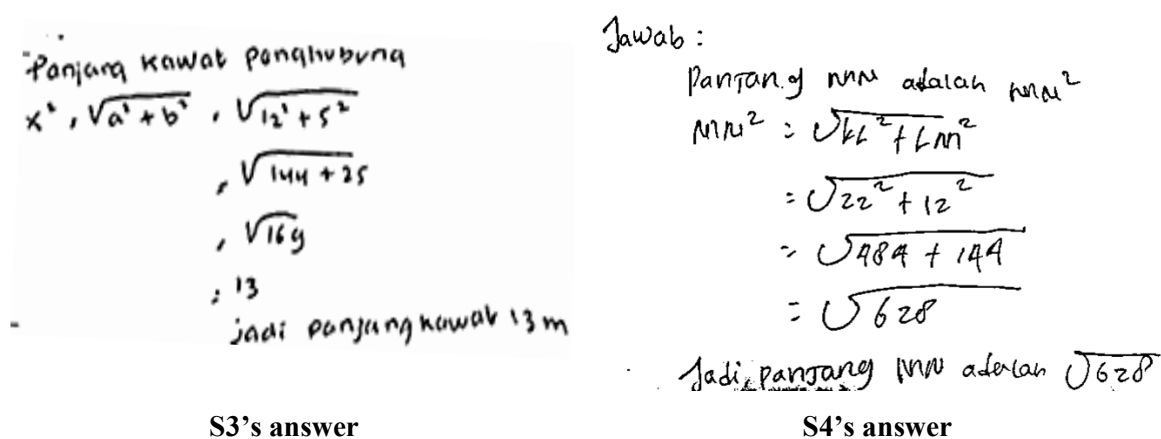 Panjang kawat penghubung
x², √a² + b² , √12² + 5²
, √144 + 25
, √169
: 13
jadi panjang kawat 13 m
S3's answer
Jawab :
Panjang MN adalah MN²
MN² = √KL² + LM²
= √22² + 12²
= √484 + 144
= √628
Jadi, panjang MN adalah √628
S4's answer